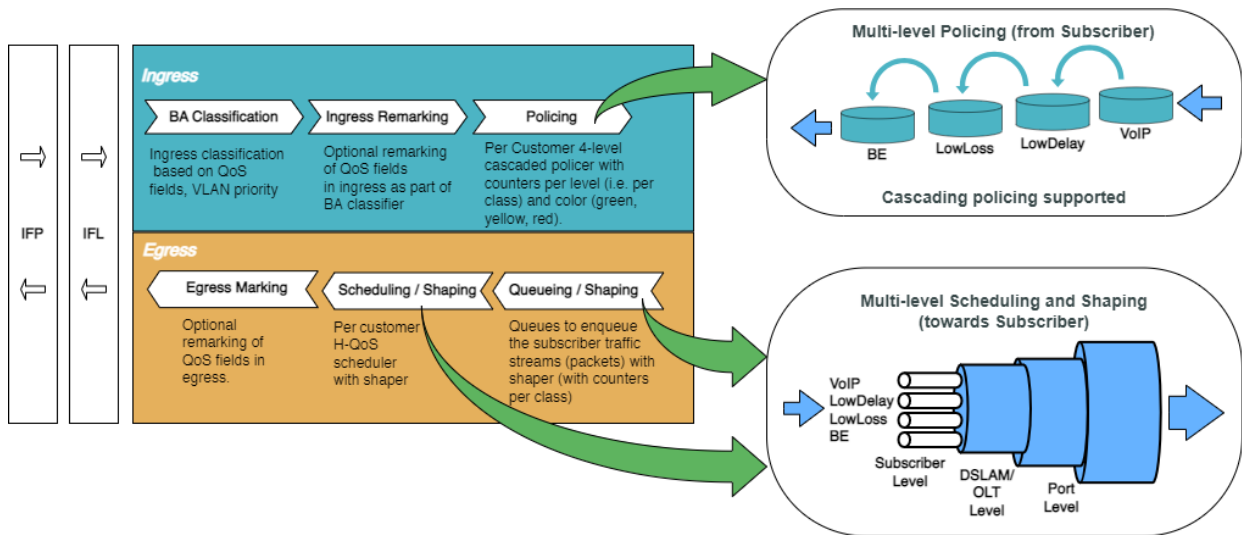 IFP
IFL
Ingress
BA Classification
Ingress Remarking
Policing
Ingress classification
based on QoS
fields, VLAN priority
Optional remarking
of QoS fields
in ingress as part of
BA classifier
Per Customer 4-level
cascaded policer with
counters per level (i.e. per
class) and color (green,
yellow, red).
Egress
Egress Marking
Scheduling / Shaping
Queueing / Shaping
Optional
remarking of
QoS fields in
egress.
Per customer
H-QoS
scheduler
with shaper
Queues to enqueue
the subscriber traffic
streams (packets) with
shaper (with counters
per class)
Multi-level Policing (from Subscriber)
BE
LowLoss
LowDelay
VoIP
Cascading policing supported
Multi-level Scheduling and Shaping
(towards Subscriber)
VoIP
LowDelay
LowLoss
BE
Subscriber
Level
DSLAM/
OLT
Level
Port
Level